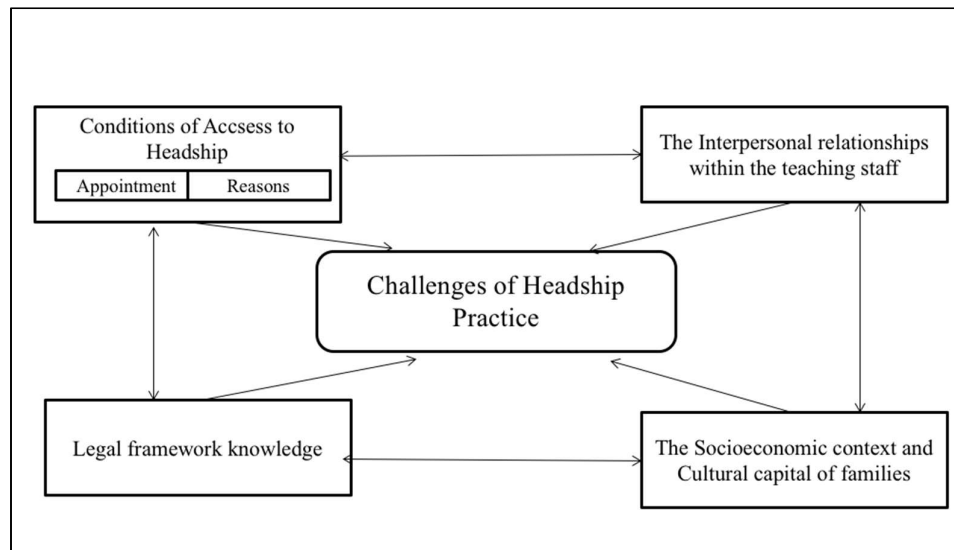 Conditions of Accsess to
Headship
Appointment
Reasons
The Interpersonal relationships
within the teaching staff
Challenges of Headship
Practice
Legal framework knowledge
The Socioeconomic context and
Cultural capital of families